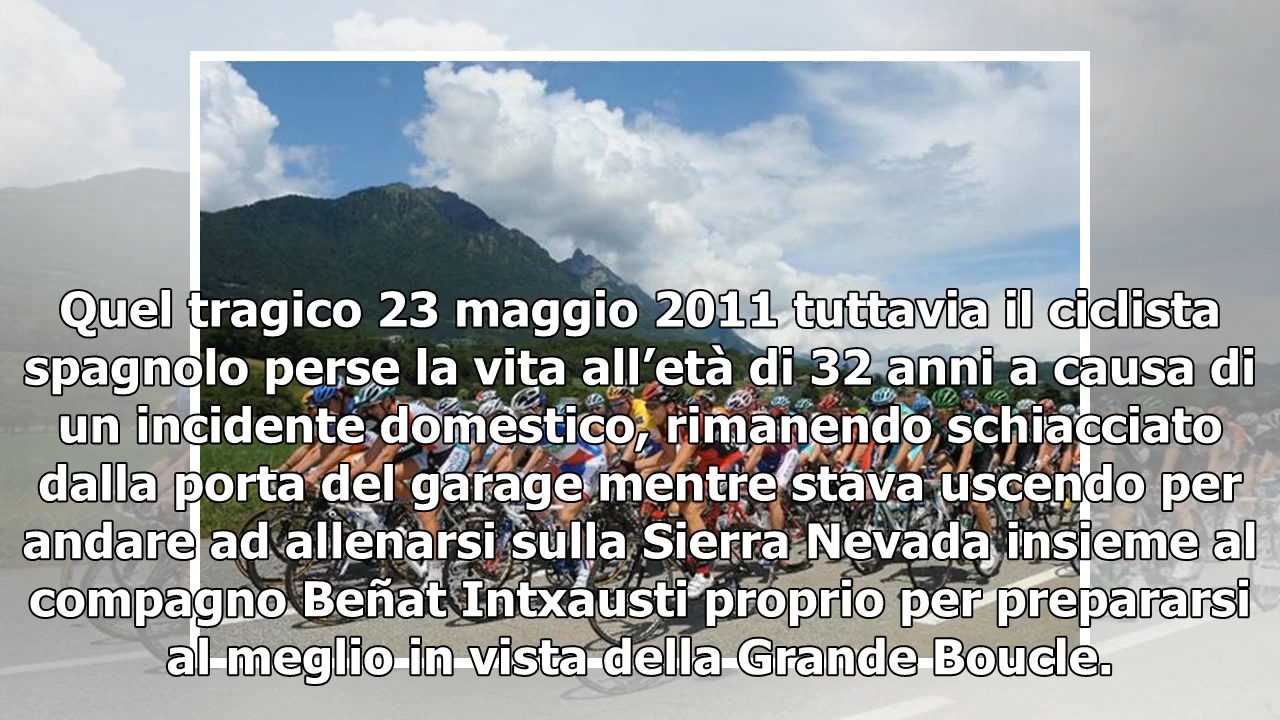 Quel tragico 23 maggio 2011 tuttavia il ciclista
spagnolo perse la vita all’età di 32 anni a causa di
un incidente domestico, rimanendo schiacciato
dalla porta del garage mentre stava uscendo per
andare ad allenarsi sulla Sierra Nevada insieme al
compagno Beñat Intxausti proprio per prepararsi
al meglio in vista della Grande Boucle.